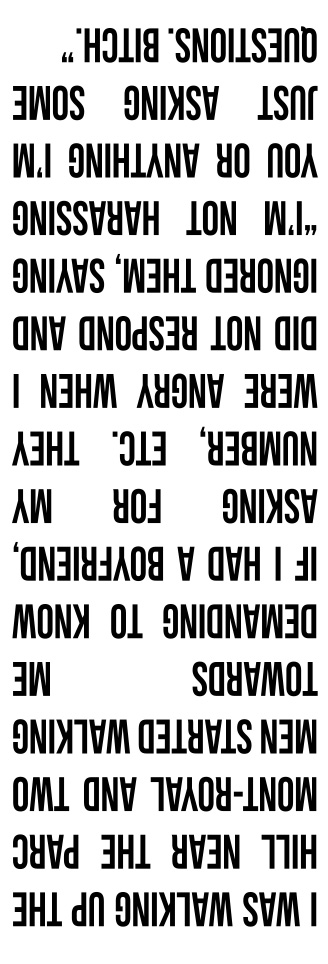 I WAS WALKING UP THE
HILL NEAR THE PARC
MONT-ROYAL AND TWO
MEN STARTED WALKING
TOWARDS ME
DEMANDING TO KNOW
IF I HAD A BOYFRIEND,
ASKING FOR MY
NUMBER, ETC. THEY
WERE ANGRY WHEN I
DID NOT RESPOND AND
IGNORED THEM, SAYING
"I'M NOT HARASSING
YOU OR ANYTHING I'M
JUST ASKING SOME
QUESTIONS. BITCH."